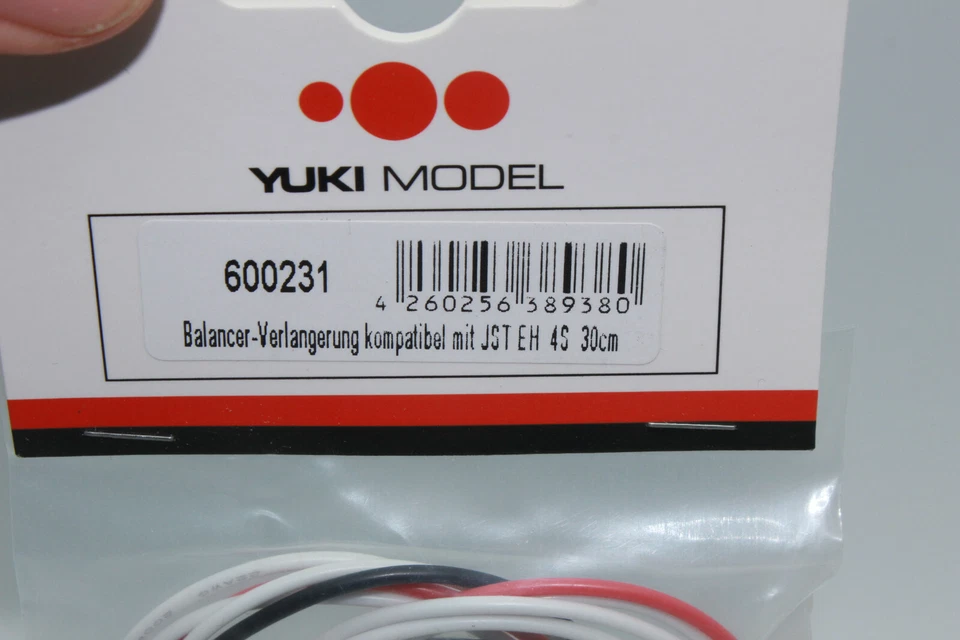 YUKI MODEL
600231
4 260256 389380
Balancer-Verlangerung kompatibel mit JST EH 4S 30cm